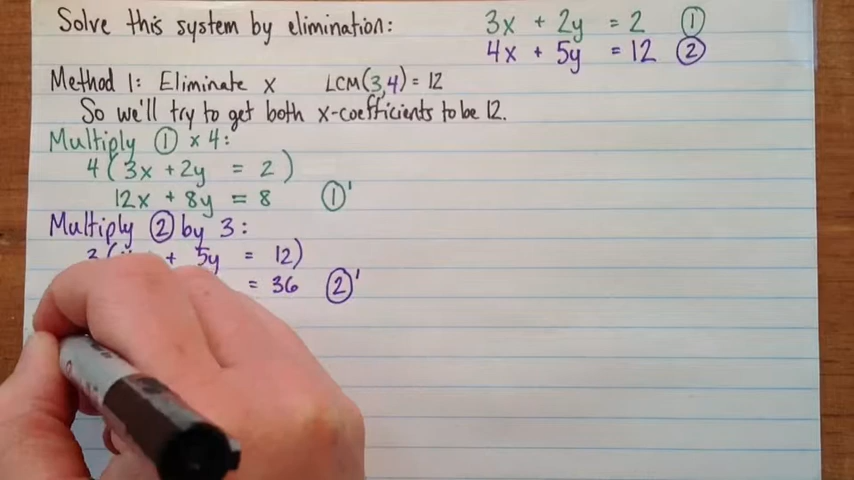 Solve this system by elimination:
3x + 2y = 2 ①
4x + 5y = 12 ②
Method 1: Eliminate x LCM(3,4) = 12
So we'll try to get both x-coefficients to be 12.
Multiply ① x 4:
4(3x + 2y = 2)
12x + 8y = 8 ①'
Multiply ② by 3:
3( + 5y = 12)
= 36 ②'